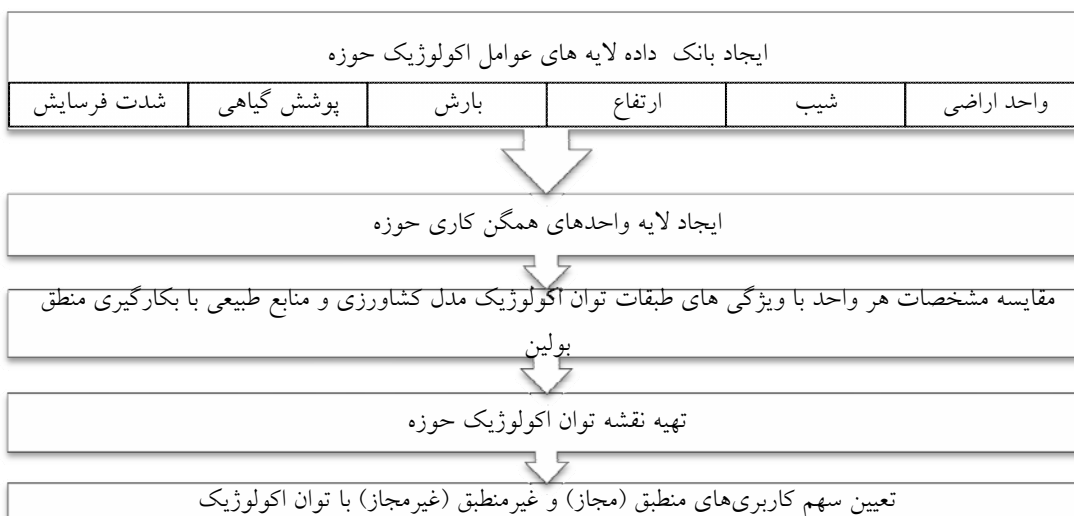 ایجاد بانک داده لایه های عوامل اکولوژیک حوزه
واحد اراضی شیب ارتفاع بارش پوشش گیاهی شدت فرسایش
ایجاد لایه واحدهای همگن کاری حوزه
مقایسه مشخصات هر واحد با ویژگی های طبقات توان اکولوژیک مدل کشاورزی و منابع طبیعی با بکارگیری منطق
بولین
تهیه نقشه توان اکولوژیک حوزه
تعیین سهم کاربری‌های منطبق (مجاز) و غیرمنطبق (غیرمجاز) با توان اکولوژیک